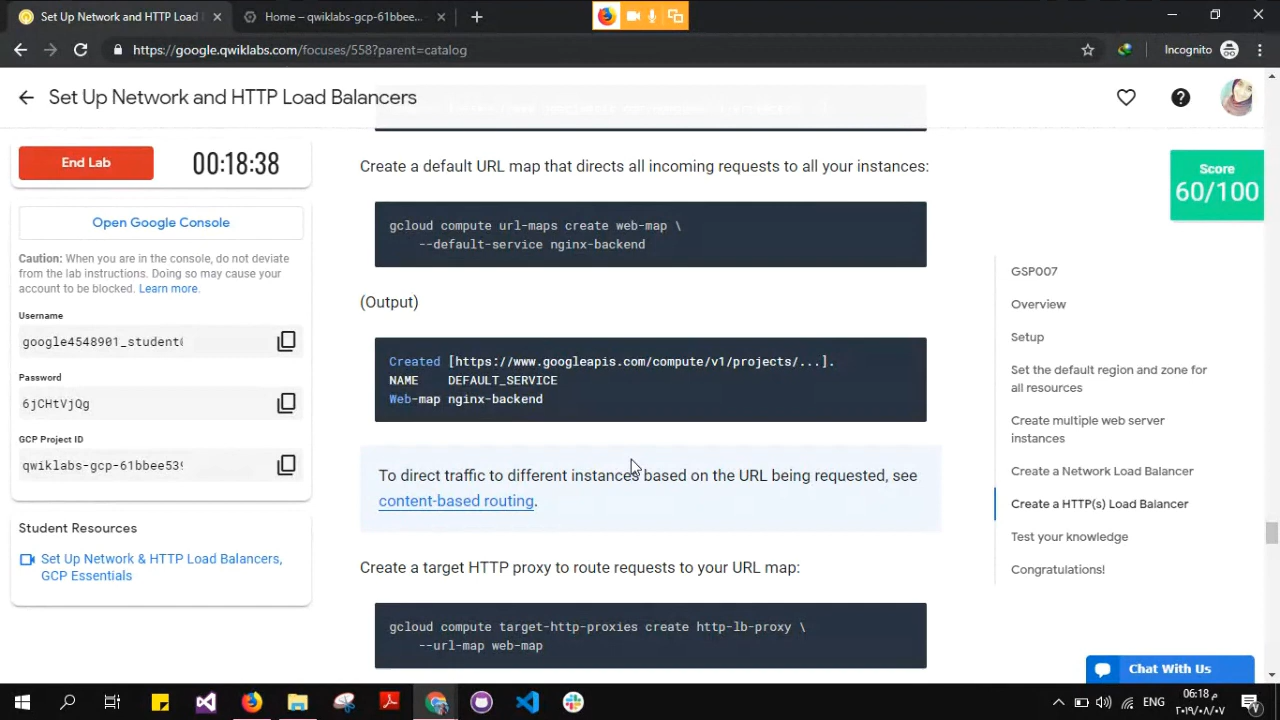 Set Up Network and HTTP Load
Home – qwiklabs-gcp-61bbee...
https://google.qwiklabs.com/focuses/558?parent=catalog
Incognito
Set Up Network and HTTP Load Balancers
End Lab
00:18:38
Open Google Console
Caution: When you are in the console, do not deviate
from the lab instructions. Doing so may cause your
account to be blocked. Learn more.
Username
google4548901_student
Password
6jCHtVjQg
GCP Project ID
qwiklabs-gcp-61bbee539
Student Resources
Set Up Network & HTTP Load Balancers,
GCP Essentials
Create a default URL map that directs all incoming requests to all your instances:
gcloud compute url-maps create web-map \
--default-service nginx-backend
(Output)
Created [https://www.googleapis.com/compute/v1/projects/...].
NAME DEFAULT_SERVICE
Web-map nginx-backend
To direct traffic to different instances based on the URL being requested, see
content-based routing.
Create a target HTTP proxy to route requests to your URL map:
gcloud compute target-http-proxies create http-lb-proxy \
--url-map web-map
Score
60/100
GSP007
Overview
Setup
Set the default region and zone for
all resources
Create multiple web server
instances
Create a Network Load Balancer
Create a HTTP(s) Load Balancer
Test your knowledge
Congratulations!
Chat With Us
ENG
06:18 م
٢٠١٩/٠٨/٠٧